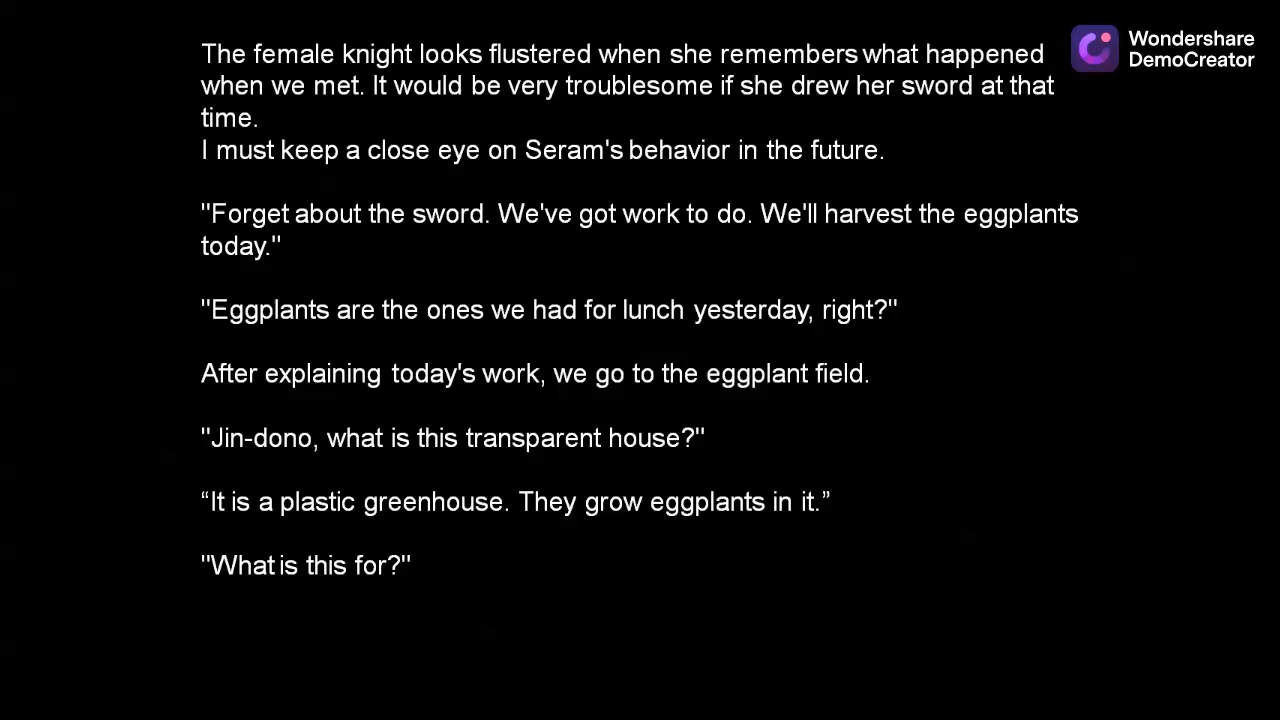 The female knight looks flustered when she remembers what happened
when we met. It would be very troublesome if she drew her sword at that
time.
I must keep a close eye on Seram's behavior in the future.
"Forget about the sword. We've got work to do. We'll harvest the eggplants
today."
"Eggplants are the ones we had for lunch yesterday, right?"
After explaining today's work, we go to the eggplant field.
"Jin-dono, what is this transparent house?"
“It is a plastic greenhouse. They grow eggplants in it.”
"What is this for?"
Wondershare
DemoCreator